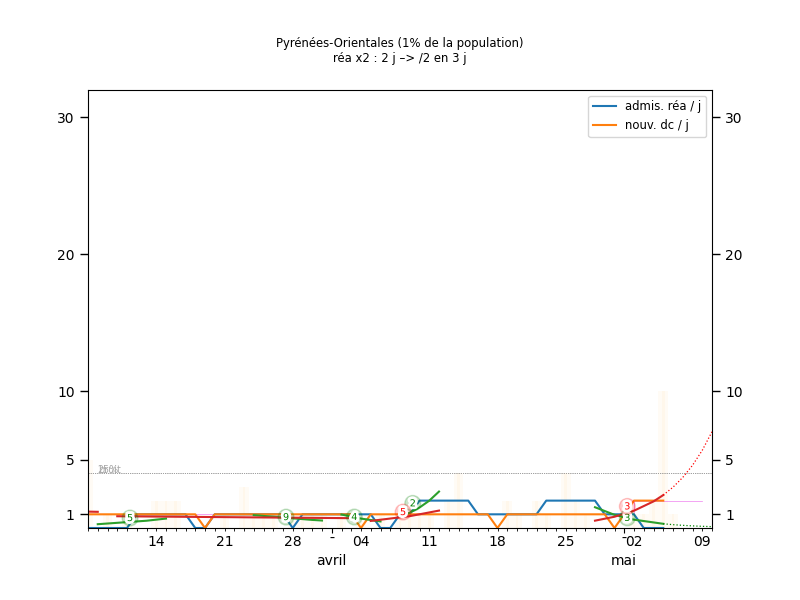 Pyrénées-Orientales (1% de la population)
réa x2 : 2 j –> /2 en 3 j
admis. réa / j
nouv. dc / j
30 30
20 20
10 10
5 5
1 1
5 9 4 5 2 3 3
14 21 28 - 04 11 18 25 - 02 09
avril mai